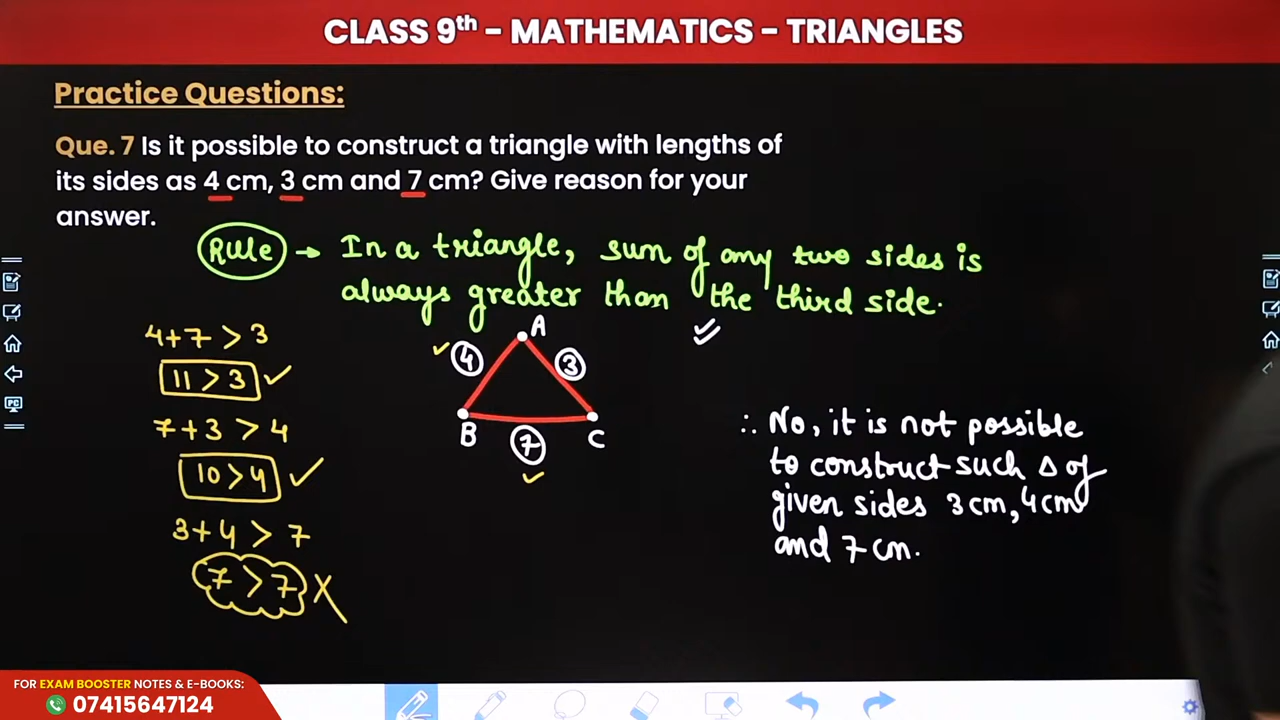 CLASS 9th - MATHEMATICS - TRIANGLES
Practice Questions:
Que. 7 Is it possible to construct a triangle with lengths of
its sides as 4 cm, 3 cm and 7 cm? Give reason for your
answer.
Rule → In a triangle, sum of any two sides is
always greater than the third side.
4+7 > 3
11 > 3 ✓
7+3 > 4
10 > 4 ✓
3+4 > 7
7 > 7 X
A
4
3
B
7
C
∴ No, it is not possible
to construct such Δ of
given sides 3 cm, 4 cm
and 7 cm.
PC
FOR EXAM BOOSTER NOTES & E-BOOKS:
07415647124